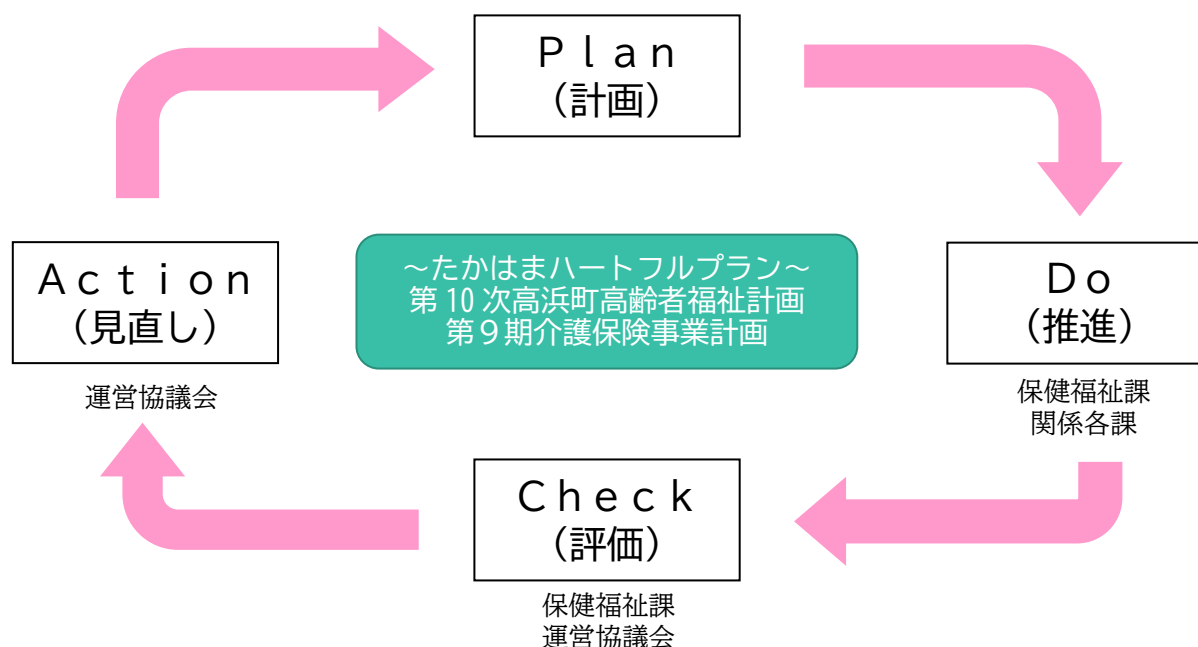 Ｐｌａｎ
（計画）
Ａｃｔｉｏｎ
（見直し）
運営協議会
～たかはまハートフルプラン～
第 10 次高浜町高齢者福祉計画
第９期介護保険事業計画
Ｄｏ
（推進）
保健福祉課
関係各課
Ｃｈｅｃｋ
（評価）
保健福祉課
運営協議会